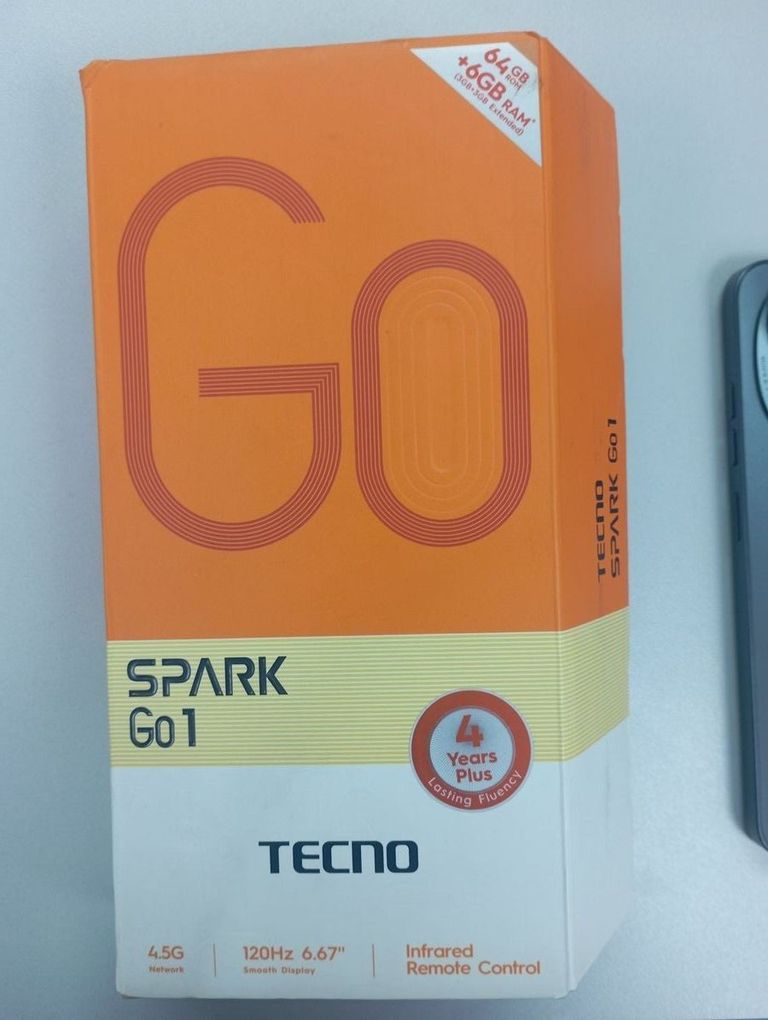 64GB
ROM
+6GB RAM*
(3GB+3GB Extended)
Go
TECNO
SPARK Go 1
SPARK
Go 1
4
Years
Plus
Lasting Fluency
TECNO
4.5G
Network
120Hz 6.67"
Smooth Display
Infrared
Remote Control